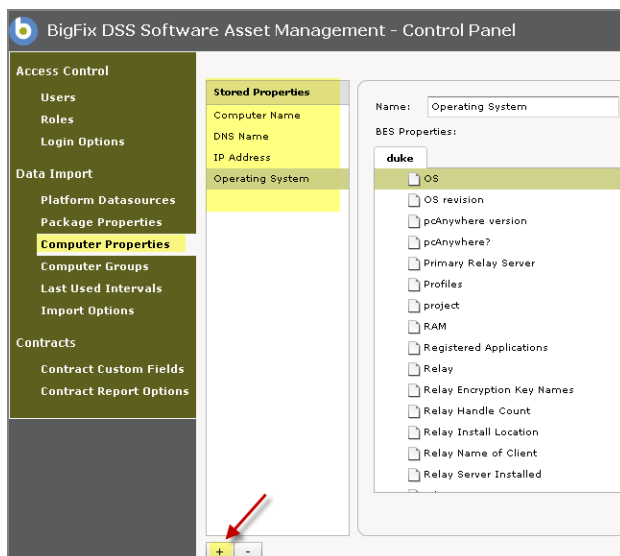 BigFix DSS Software Asset Management - Control Panel
Access Control
Users
Roles
Login Options
Data Import
Platform Datasources
Package Properties
Computer Properties
Computer Groups
Last Used Intervals
Import Options
Contracts
Contract Custom Fields
Contract Report Options
Stored Properties
Computer Name
DNS Name
IP Address
Operating System
+ -
Name: Operating System
BES Properties:
duke
OS
OS revision
pcAnywhere version
pcAnywhere?
Primary Relay Server
Profiles
project
RAM
Registered Applications
Relay
Relay Encryption Key Names
Relay Handle Count
Relay Install Location
Relay Name of Client
Relay Server Installed